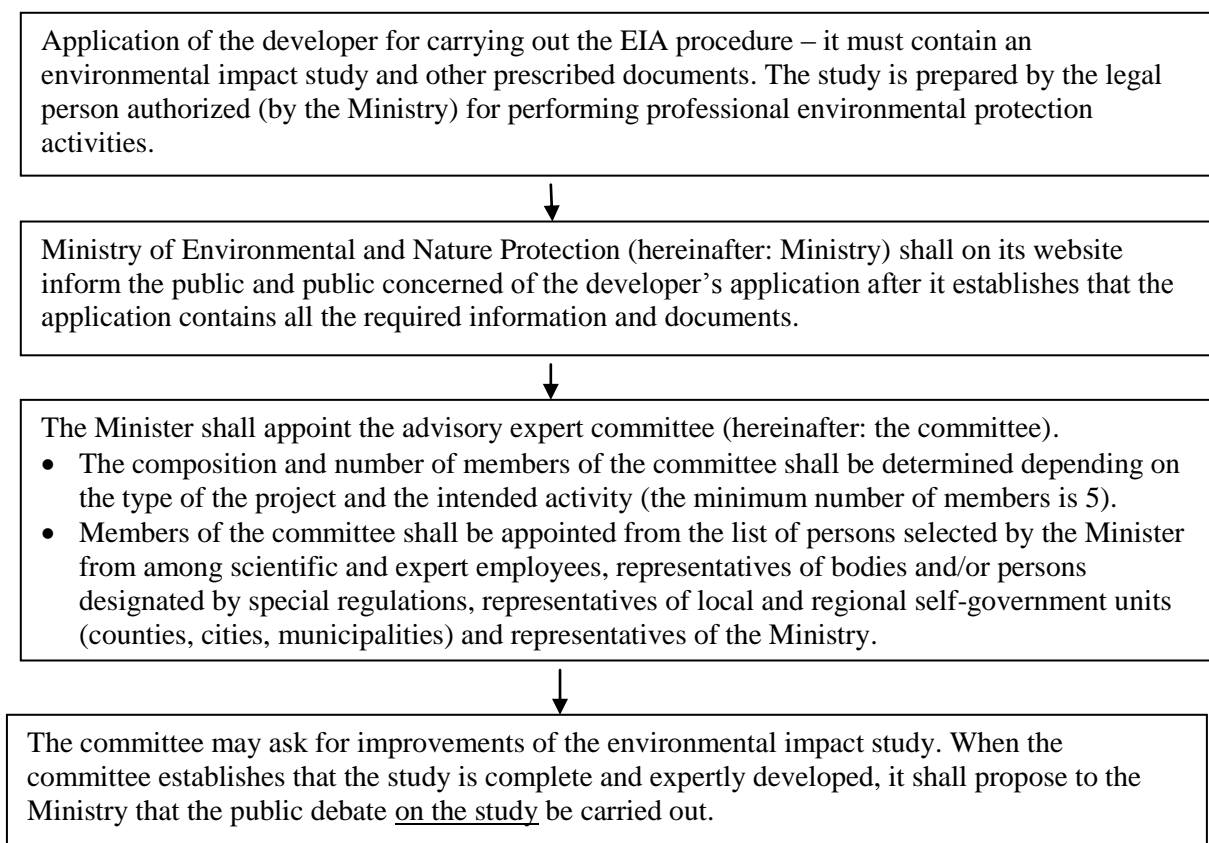 Application of the developer for carrying out the EIA procedure – it must contain an
environmental impact study and other prescribed documents. The study is prepared by the legal
person authorized (by the Ministry) for performing professional environmental protection
activities.
Ministry of Environmental and Nature Protection (hereinafter: Ministry) shall on its website
inform the public and public concerned of the developer’s application after it establishes that the
application contains all the required information and documents.
The Minister shall appoint the advisory expert committee (hereinafter: the committee).
• The composition and number of members of the committee shall be determined depending on
the type of the project and the intended activity (the minimum number of members is 5).
• Members of the committee shall be appointed from the list of persons selected by the Minister
from among scientific and expert employees, representatives of bodies and/or persons
designated by special regulations, representatives of local and regional self-government units
(counties, cities, municipalities) and representatives of the Ministry.
The committee may ask for improvements of the environmental impact study. When the
committee establishes that the study is complete and expertly developed, it shall propose to the
Ministry that the public debate on the study be carried out.